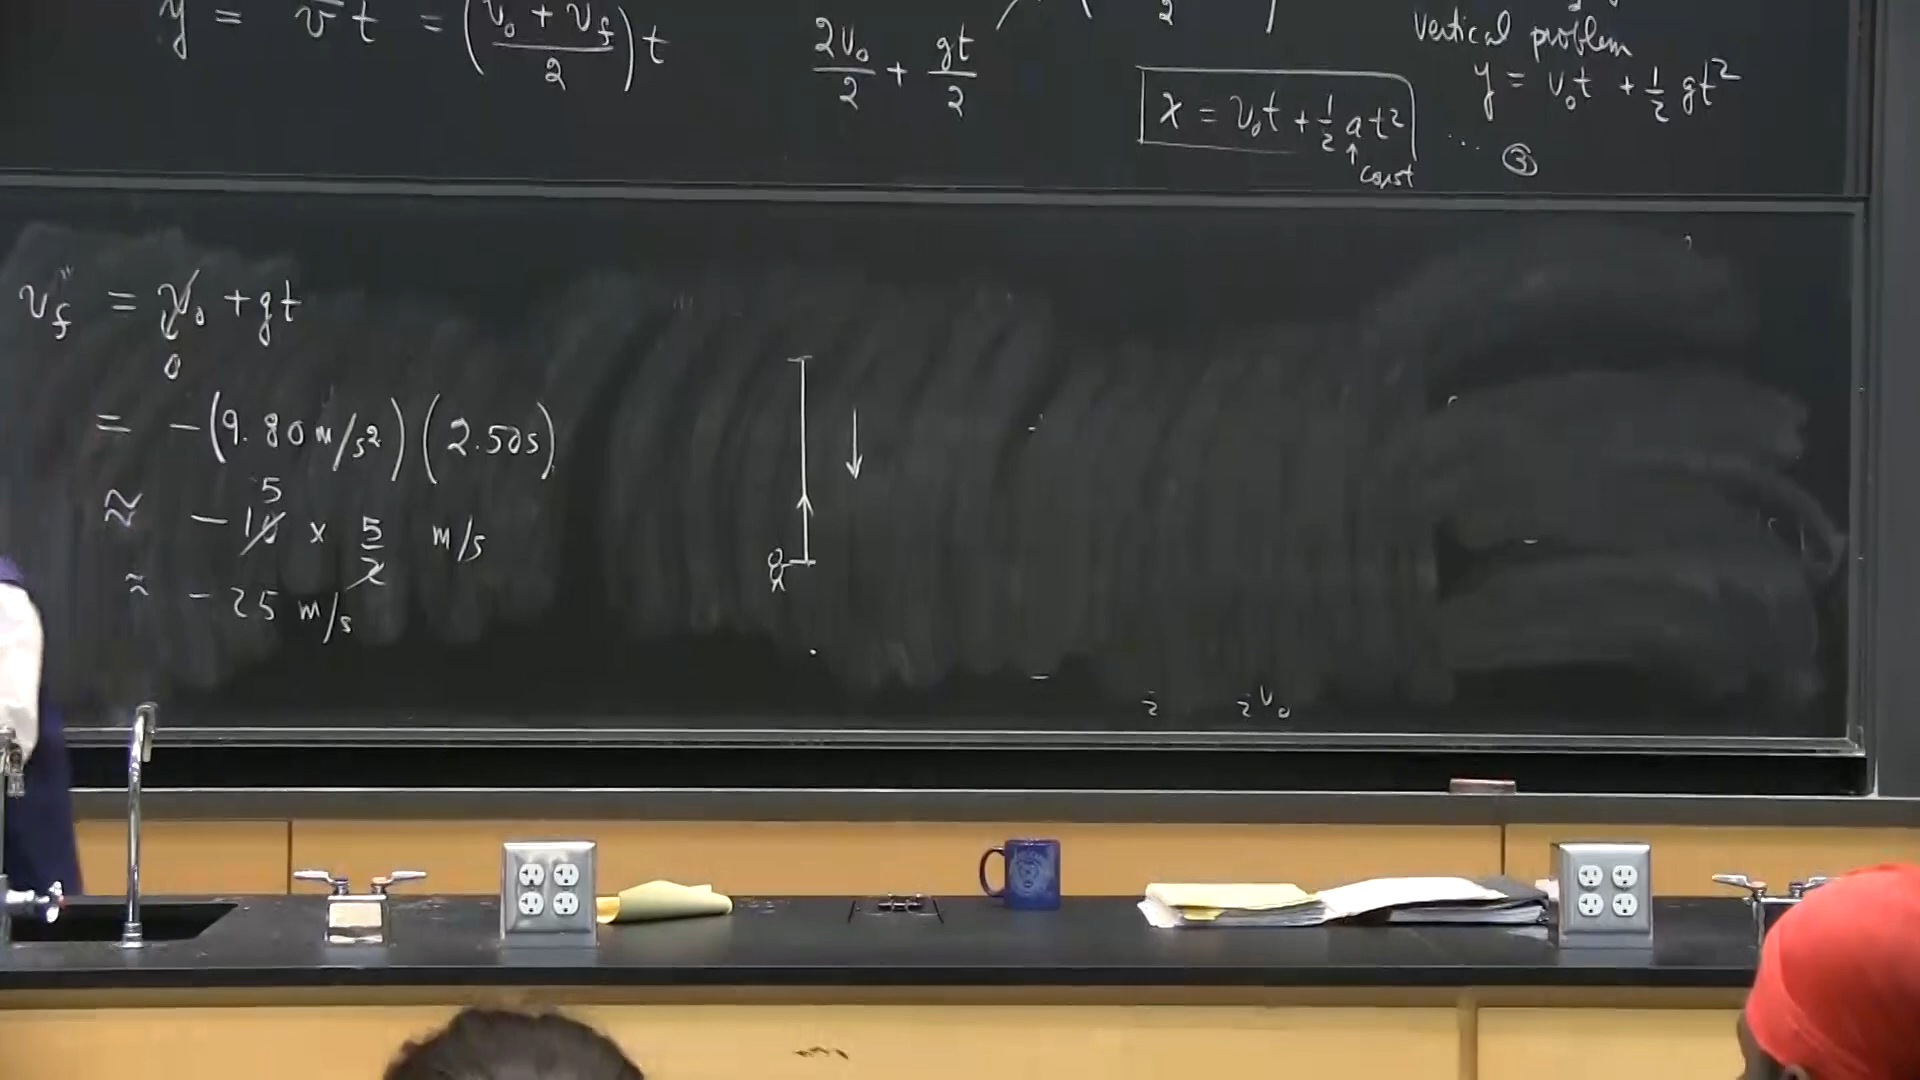 y = v̄ t = (v₀ + v_f / 2) t
2v₀/2 + gt/2
2
vertical problem
y = v₀t + ½ gt²
x = v₀t + ½ at²
const
... ③
v_f = v₀ + gt
0
= -(9.80 m/s²)(2.50s)
5
≈ -10 x 5/2 m/s
≈ -25 m/s